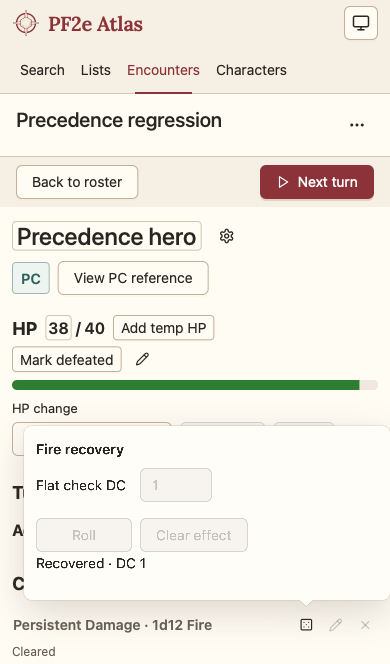 PF2e Atlas
Search Lists Encounters Characters
Precedence regression
Back to roster Next turn
Precedence hero
PC View PC reference
HP 38 / 40 Add temp HP
Mark defeated
HP change
Fire recovery
Flat check DC 1
Roll Clear effect
Recovered · DC 1
Persistent Damage · 1d12 Fire
Cleared